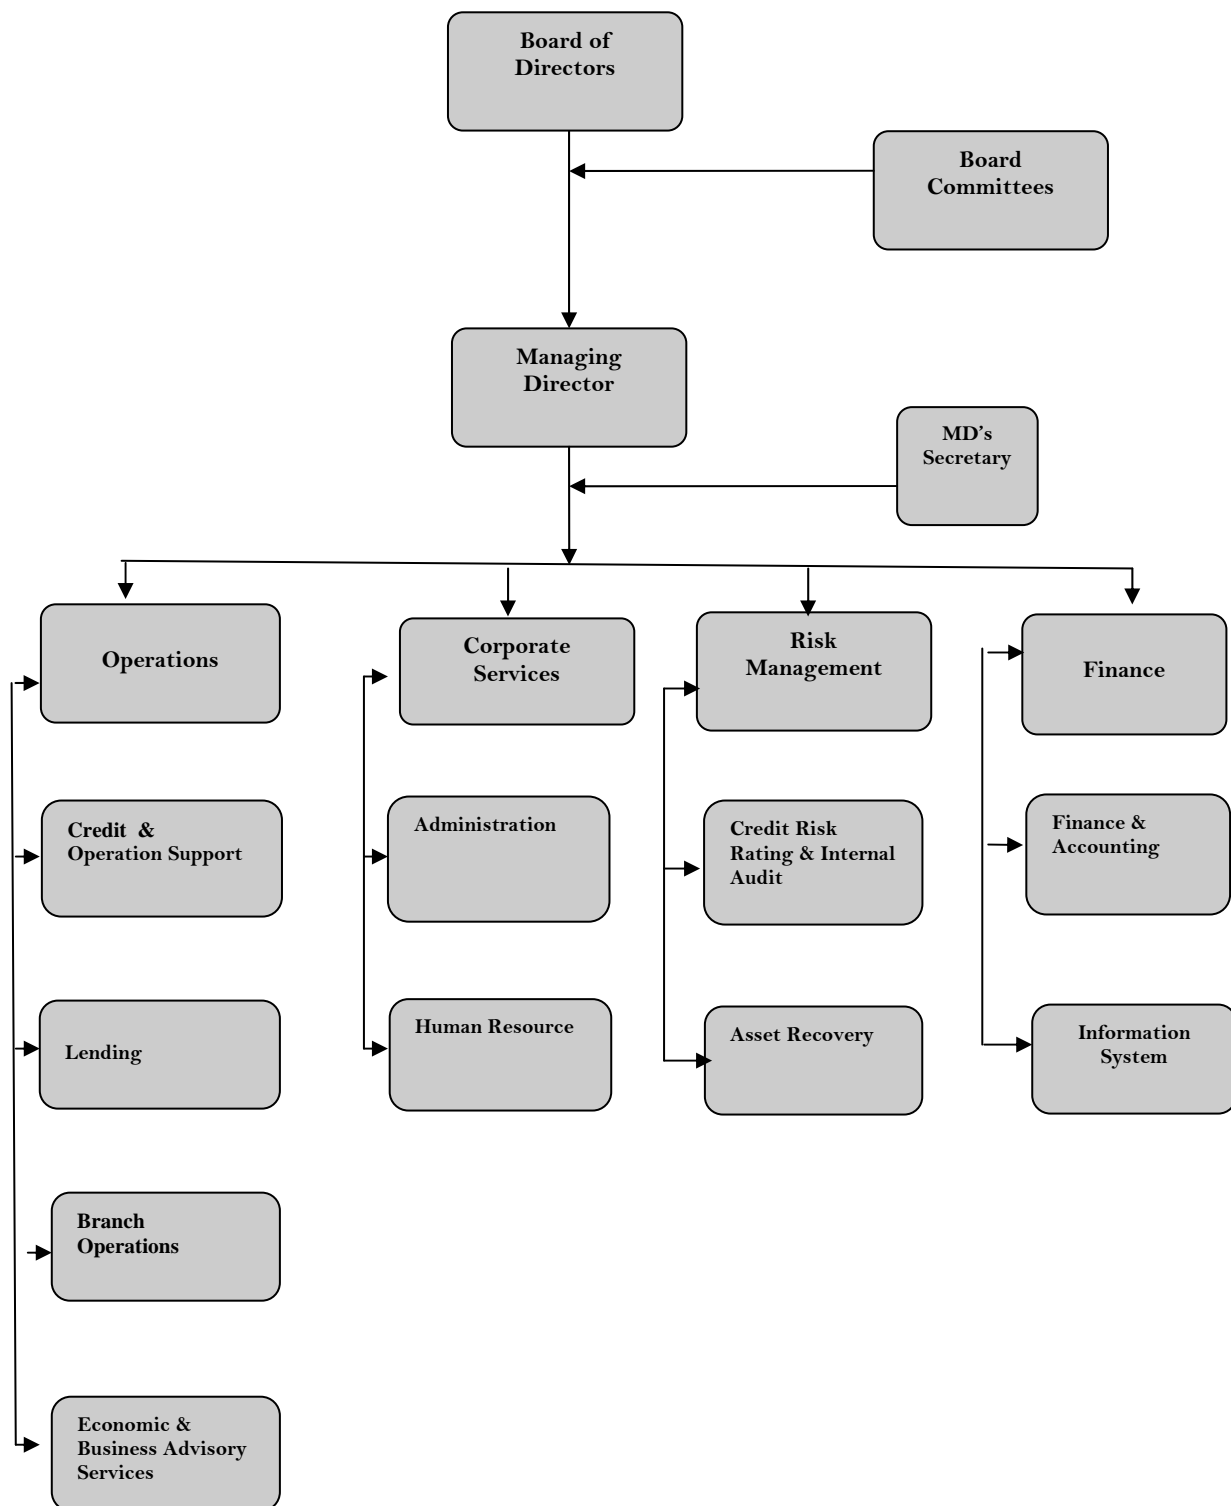 Board of
Directors
Board
Committees
Managing
Director
MD’s
Secretary
Operations
Corporate
Services
Risk
Management
Finance
Credit &
Operation Support
Administration
Credit Risk
Rating & Internal
Audit
Finance &
Accounting
Lending
Human Resource
Asset Recovery
Information
System
Branch
Operations
Economic &
Business Advisory
Services